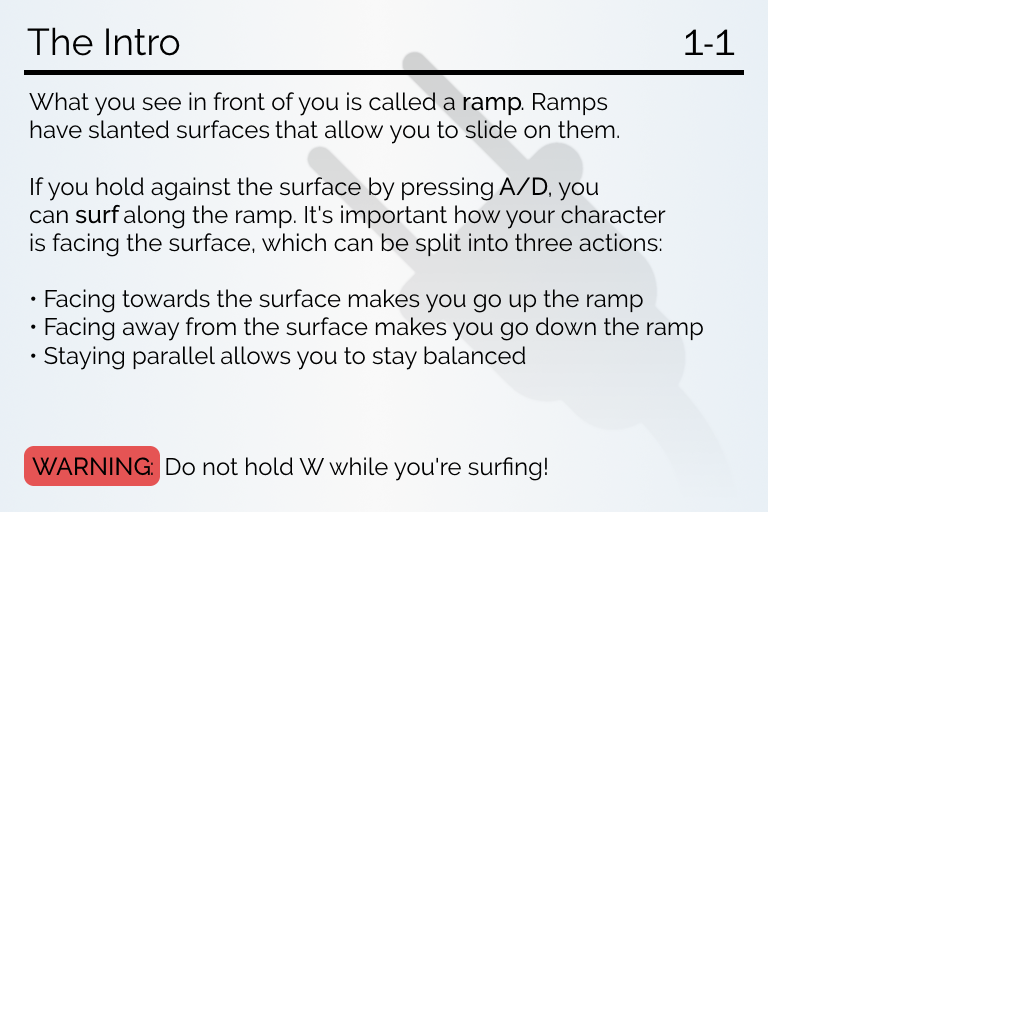 The Intro 1-1
What you see in front of you is called a ramp. Ramps
have slanted surfaces that allow you to slide on them.
If you hold against the surface by pressing A/D, you
can surf along the ramp. It's important how your character
is facing the surface, which can be split into three actions:
• Facing towards the surface makes you go up the ramp
• Facing away from the surface makes you go down the ramp
• Staying parallel allows you to stay balanced
WARNING: Do not hold W while you're surfing!